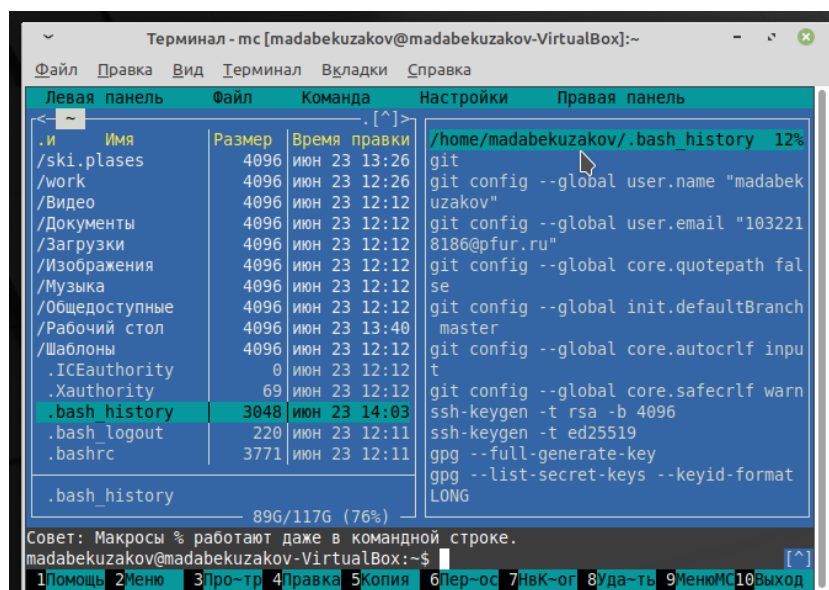 Терминал - mc [madabekuzakov@madabekuzakov-VirtualBox]:~
Файл Правка Вид Терминал Вкладки Справка
Левая панель Файл Команда Настройки Правая панель
<- ~ .[^]>
.и Имя Размер Время правки
/ski.plases 4096 июн 23 13:26
/work 4096 июн 23 12:26
/Видео 4096 июн 23 12:12
/Документы 4096 июн 23 12:12
/Загрузки 4096 июн 23 12:12
/Изображения 4096 июн 23 12:12
/Музыка 4096 июн 23 12:12
/Общедоступные 4096 июн 23 12:12
/Рабочий стол 4096 июн 23 13:40
/Шаблоны 4096 июн 23 12:12
.ICEauthority 0 июн 23 12:12
.Xauthority 69 июн 23 12:12
.bash_history 3048 июн 23 14:03
.bash_logout 220 июн 23 12:11
.bashrc 3771 июн 23 12:11
.bash_history
89G/117G (76%)
/home/madabekuzakov/.bash_history 12%
git
git config --global user.name "madabek
uzakov"
git config --global user.email "103221
8186@pfur.ru"
git config --global core.quotepath fal
se
git config --global init.defaultBranch
master
git config --global core.autocrlf inpu
t
git config --global core.safecrlf warn
ssh-keygen -t rsa -b 4096
ssh-keygen -t ed25519
gpg --full-generate-key
gpg --list-secret-keys --keyid-format
LONG
Совет: Макросы % работают даже в командной строке.
madabekuzakov@madabekuzakov-VirtualBox:~$ [^]
1Помощь 2Меню 3Про~тр 4Правка 5Копия 6Пер~ос 7НвК~ог 8Уда~ть 9МенюMC 10Выход